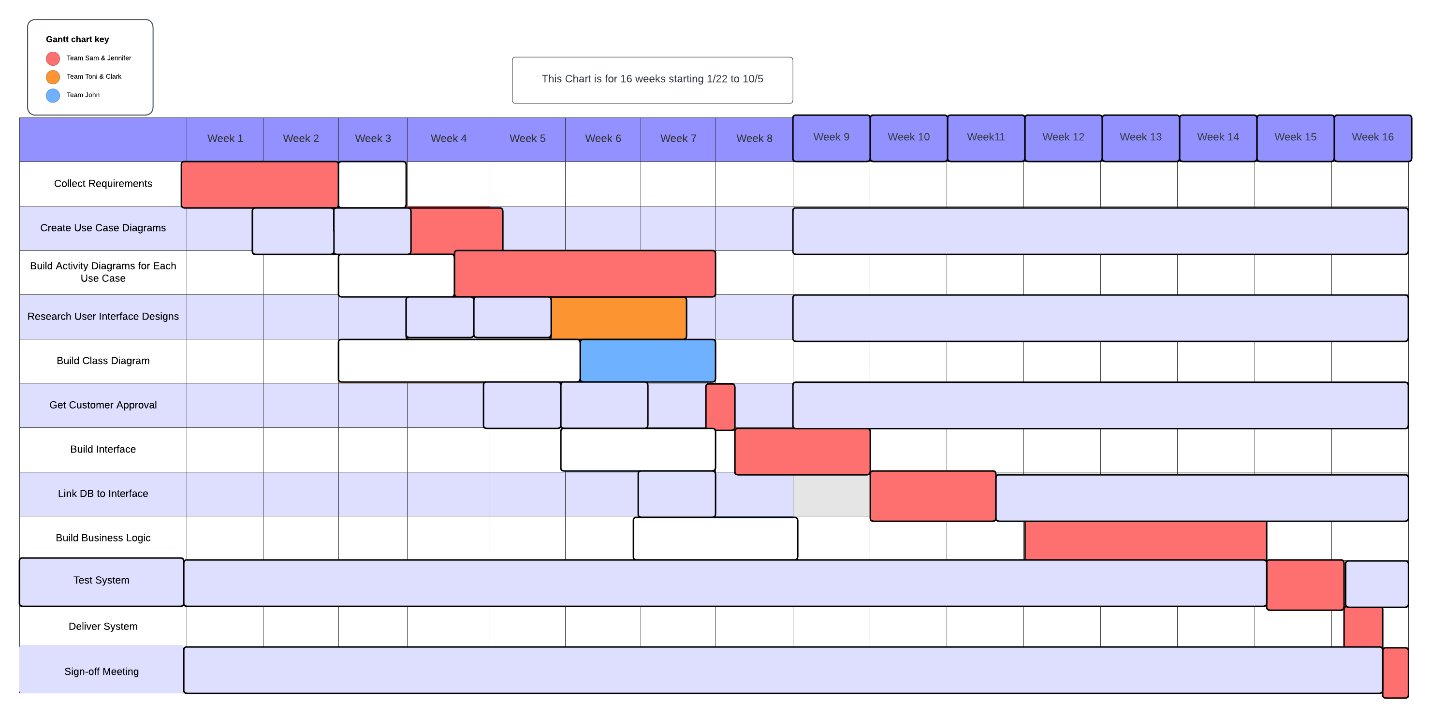 Gantt chart key
Team Sam & Jennifer
Team Toni & Clark
Team John
This Chart is for 16 weeks starting 1/22 to 10/5
Week 1 Week 2 Week 3 Week 4 Week 5 Week 6 Week 7 Week 8 Week 9 Week 10 Week11 Week 12 Week 13 Week 14 Week 15 Week 16
Collect Requirements
Create Use Case Diagrams
Build Activity Diagrams for Each
Use Case
Research User Interface Designs
Build Class Diagram
Get Customer Approval
Build Interface
Link DB to Interface
Build Business Logic
Test System
Deliver System
Sign-off Meeting